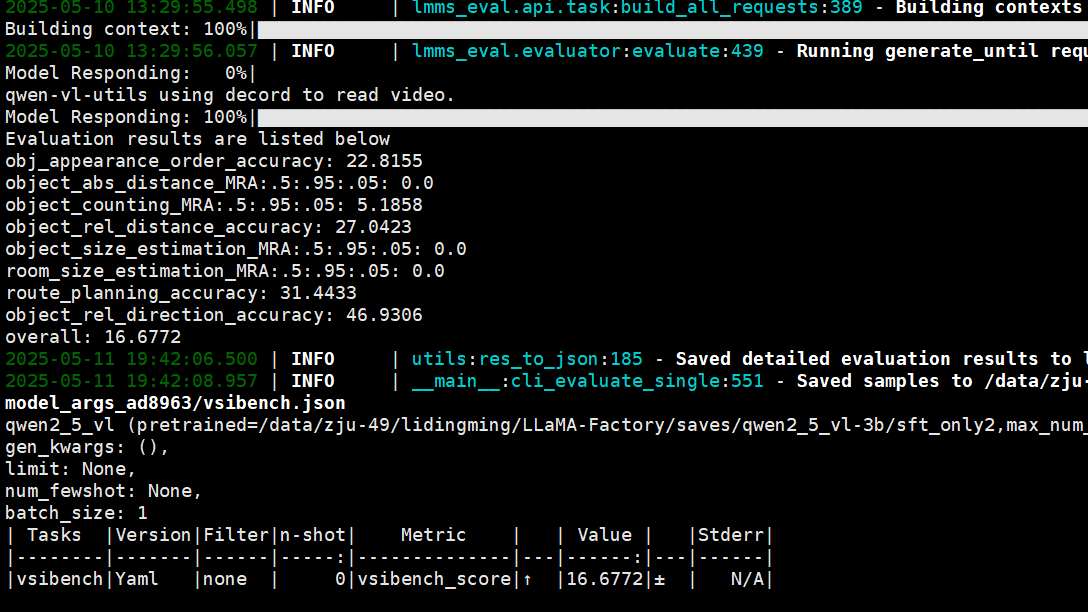 2025-05-10 13:29:55.498 | INFO     | lmms_eval.api.task:build_all_requests:389 - Building contexts
Building context: 100%|
2025-05-10 13:29:56.057 | INFO     | lmms_eval.evaluator:evaluate:439 - Running generate_until requ
Model Responding:   0%|
qwen-vl-utils using decord to read video.
Model Responding: 100%|
Evaluation results are listed below
obj_appearance_order_accuracy: 22.8155
object_abs_distance_MRA:.5:.95:.05: 0.0
object_counting_MRA:.5:.95:.05: 5.1858
object_rel_distance_accuracy: 27.0423
object_size_estimation_MRA:.5:.95:.05: 0.0
room_size_estimation_MRA:.5:.95:.05: 0.0
route_planning_accuracy: 31.4433
object_rel_direction_accuracy: 46.9306
overall: 16.6772
2025-05-11 19:42:06.500 | INFO     | utils:res_to_json:185 - Saved detailed evaluation results to l
2025-05-11 19:42:08.957 | INFO     | __main__:cli_evaluate_single:551 - Saved samples to /data/zju-
model_args_ad8963/vsibench.json
qwen2_5_vl (pretrained=/data/zju-49/lidingming/LLaMA-Factory/saves/qwen2_5_vl-3b/sft_only2,max_num_
gen_kwargs: (),
limit: None,
num_fewshot: None,
batch_size: 1
| Tasks  |Version|Filter|n-shot|    Metric    |   | Value |   |Stderr|
|--------|-------|------|-----:|--------------|---|------:|---|------|
|vsibench|Yaml   |none  |     0|vsibench_score|↑  |16.6772|±  |   N/A|